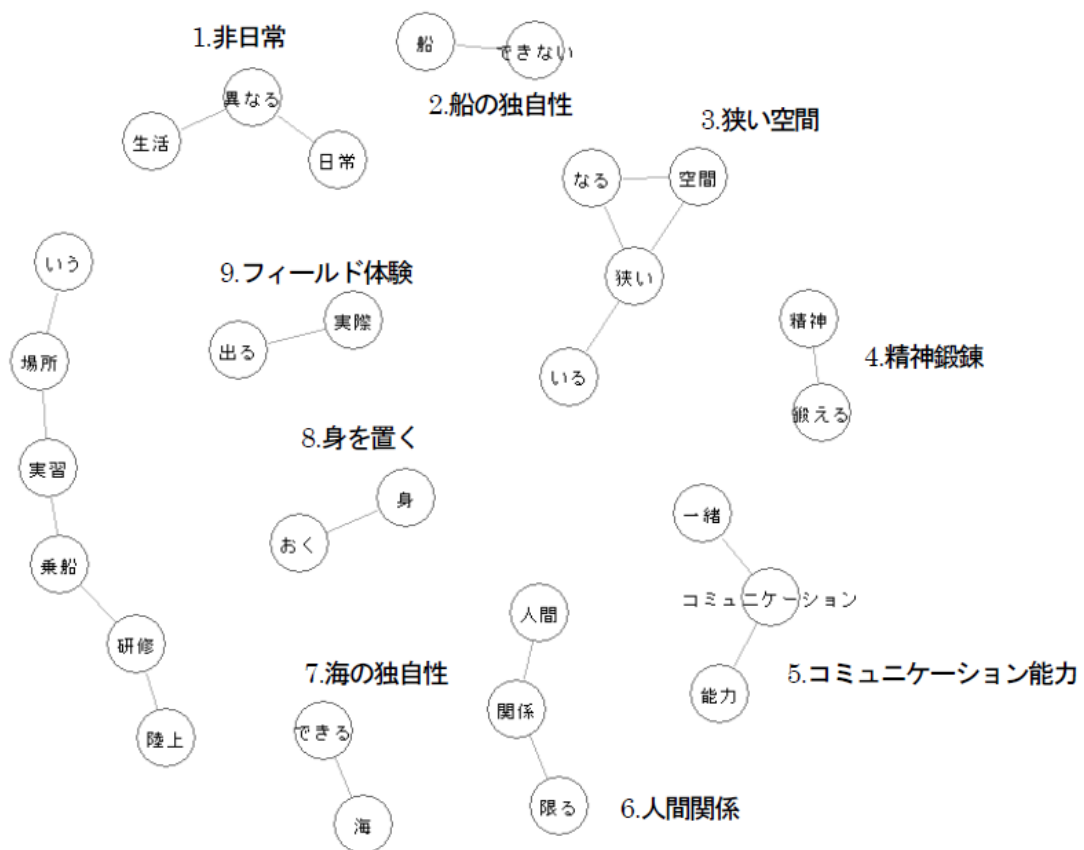 1.非日常
異なる
生活
日常
船
できない
2.船の独自性
3.狭い空間
なる
空間
狭い
いる
精神
鍛える
4.精神鍛錬
一緒
コミュニケーション
能力
5.コミュニケーション能力
人間
関係
限る
6.人間関係
7.海の独自性
できる
海
8.身を置く
身
おく
9.フィールド体験
実際
出る
いう
場所
実習
乗船
研修
陸上